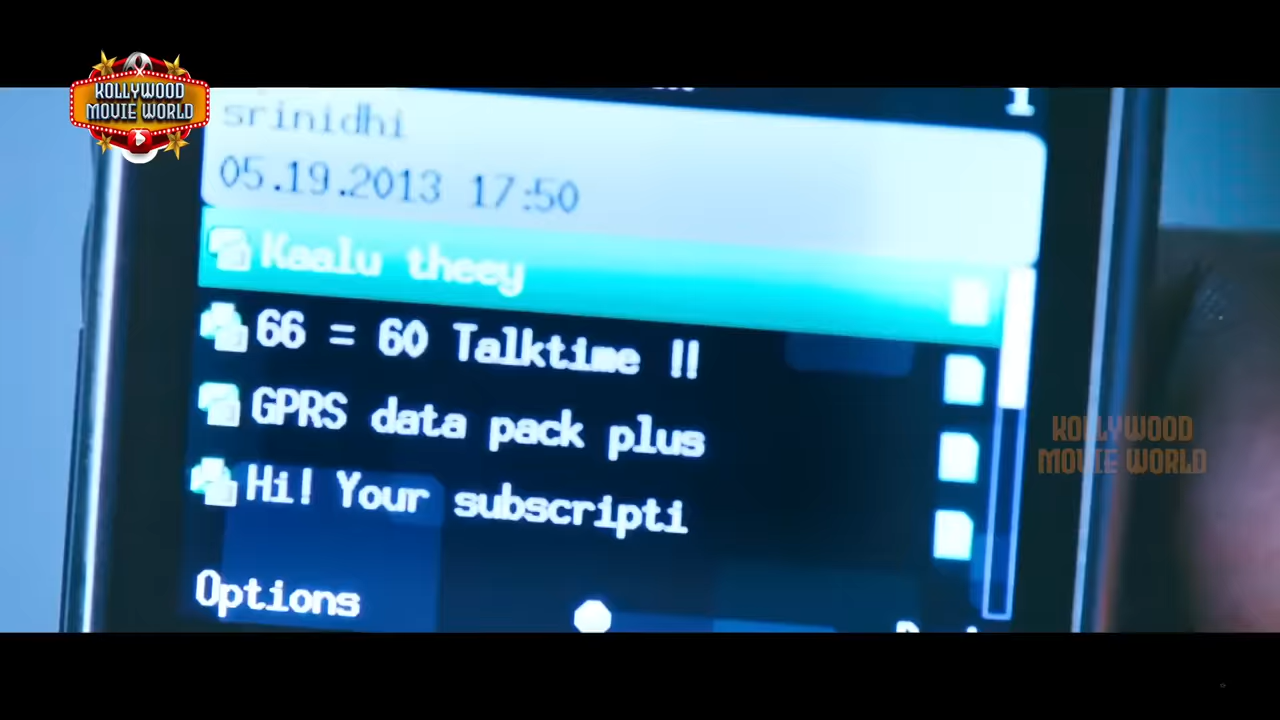 KOLLYWOOD
MOVIE WORLD
1
srinidhi
05.19.2013 17:50
Kaalu theey
66 = 60 Talktime !!
GPRS data pack plus
Hi! Your subscripti
KOLLYWOOD
MOVIE WORLD
Options